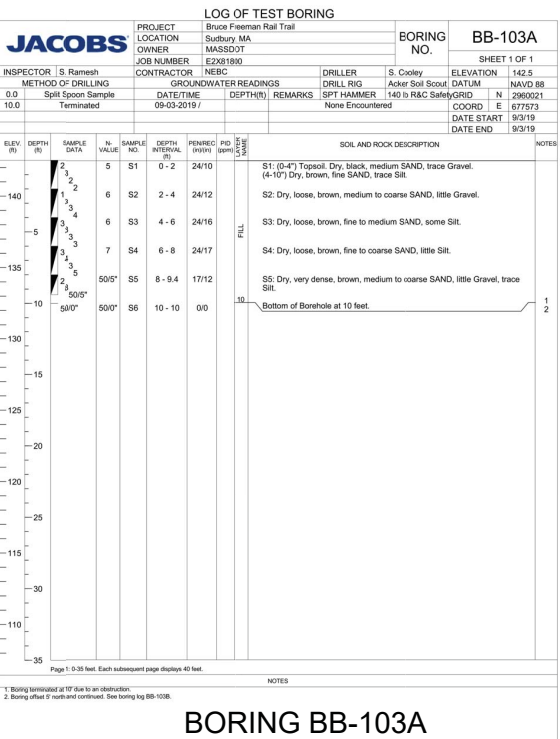 LOG OF TEST BORING
JACOBS
PROJECT Bruce Freeman Rail Trail
LOCATION Sudbury. MA
OWNER MASSD0T
JOB NUMBER E2X818I0
BORING NO. BB-103A
SHEET 1 OF 1
INSPECTOR S. Ramesh CONTRACTOR NEBC DRILLER S. Cooley ELEVATION 142.5
METHOD OF DRILLING GROUNDWATER READINGS DRILL RIG Acker Soil Scout DATUM NAVD 88
0.0 Split Spoon Sample DATE/TIME DEPTH(ft) REMARKS SPT HAMMER 140 lb R&C Safety GRID N 2960021
10.0 Terminated 09-03-2019 / None Encountered COORD E 677573
DATE START 9/3/19
DATE END 9/3/19
ELEV. (ft) DEPTH (ft) SAMPLE DATA N-VALUE SAMPLE NO. DEPTH INTERVAL (ft) PEN/REC (in)/(in) PID (ppm) LAYER NAME SOIL AND ROCK DESCRIPTION NOTES
2 3 2 2 5 S1 0 - 2 24/10 S1: (0-4") Topsoil. Dry, black, medium SAND, trace Gravel.
(4-10") Dry, brown, fine SAND, trace Silt.
140 1 3 3 4 6 S2 2 - 4 24/12 S2: Dry, loose, brown, medium to coarse SAND, little Gravel.
5 3 3 3 3 6 S3 4 - 6 24/16 S3: Dry, loose, brown, fine to medium SAND, some Silt.
FILL
3 4 3 5 7 S4 6 - 8 24/17 S4: Dry, loose, brown, fine to coarse SAND, little Silt.
135
2 8 50/5" 50/5" S5 8 - 9.4 17/12 S5: Dry, very dense, brown, medium to coarse SAND, little Gravel, trace
Silt.
10 50/0" 50/0" S6 10 - 10 0/0 10 Bottom of Borehole at 10 feet. 1
2
130
15
125
20
120
25
115
30
110
35
Page 1: 0-35 feet. Each subsequent page displays 40 feet.
NOTES
1. Boring terminated at 10' due to an obstruction.
2. Boring offset 5' north and continued. See boring log BB-103B.
BORING BB-103A